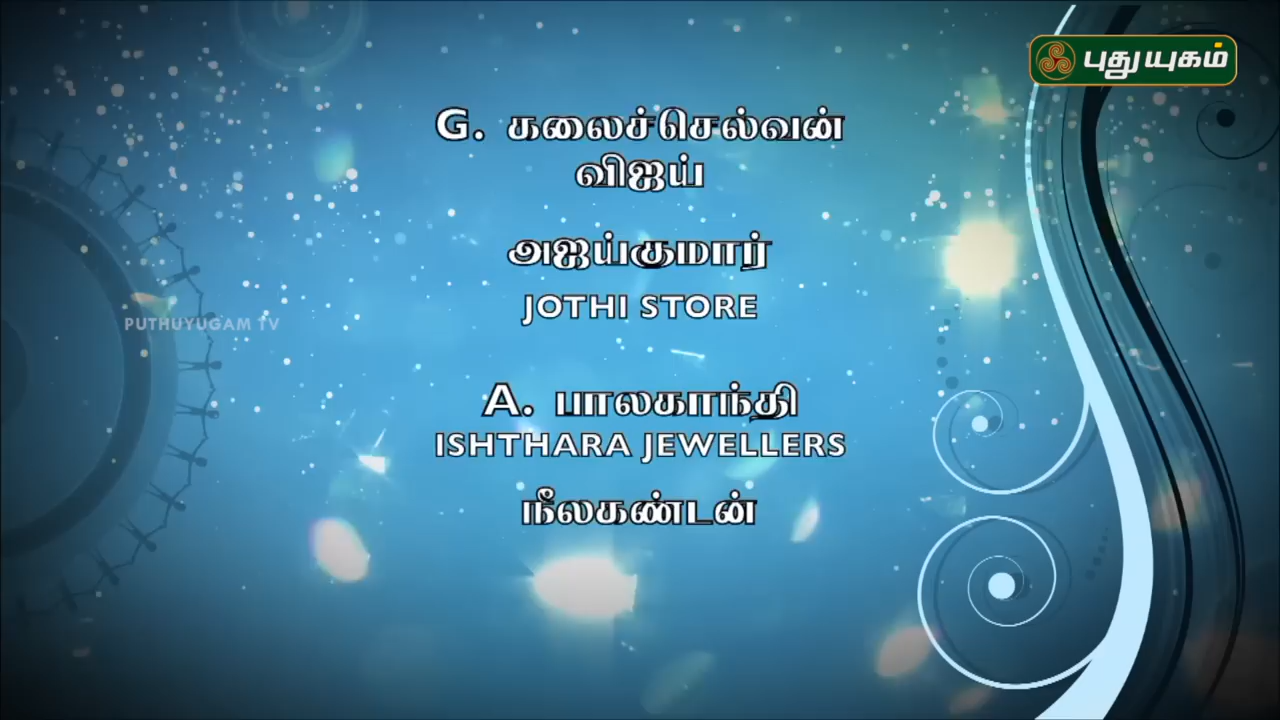 புதுயுகம்
G. கலைச்செல்வன்
விஜய்
அஜய்குமார்
JOTHI STORE
PUTHUYUGAM TV
A. பாலகாந்தி
ISHTHARA JEWELLERS
நீலகண்டன்